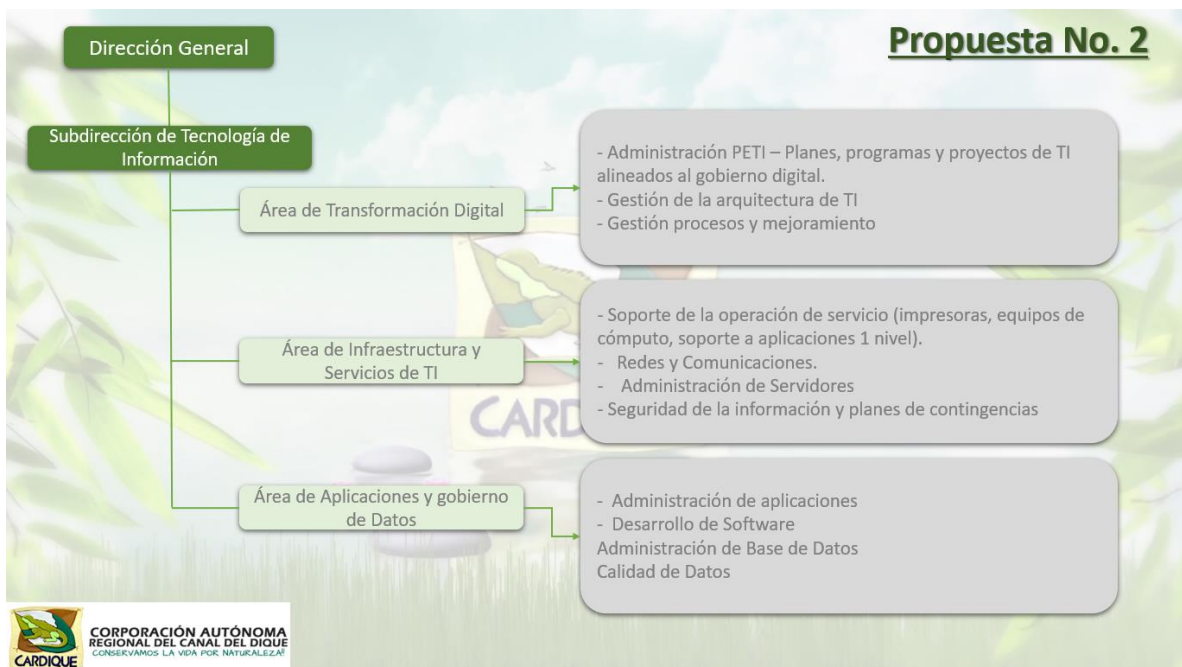 Propuesta No. 2
Dirección General
Subdirección de Tecnología de
Información
Área de Transformación Digital
- Administración PETI – Planes, programas y proyectos de TI
alineados al gobierno digital.
- Gestión de la arquitectura de TI
- Gestión procesos y mejoramiento
Área de Infraestructura y
Servicios de TI
- Soporte de la operación de servicio (impresoras, equipos de
cómputo, soporte a aplicaciones 1 nivel).
- Redes y Comunicaciones.
- Administración de Servidores
- Seguridad de la información y planes de contingencias
Área de Aplicaciones y gobierno
de Datos
- Administración de aplicaciones
- Desarrollo de Software
Administración de Base de Datos
Calidad de Datos
CARD
CARDIQUE
CORPORACIÓN AUTÓNOMA
REGIONAL DEL CANAL DEL DIQUE
CONSERVAMOS LA VIDA POR NATURALEZA